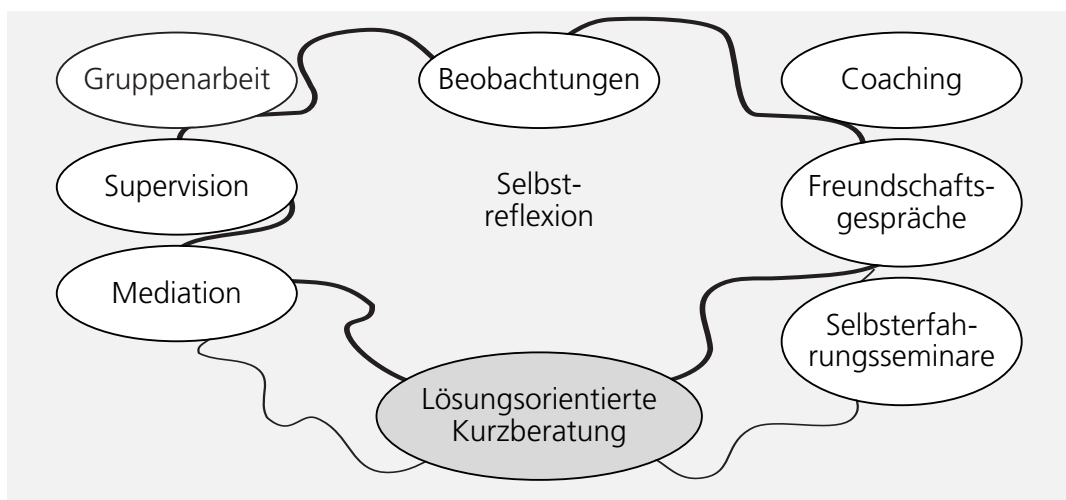 Gruppenarbeit
Beobachtungen
Coaching
Supervision
Selbst-
reflexion
Freundschafts-
gespräche
Mediation
Selbsterfah-
rungsseminare
Lösungsorientierte
Kurzberatung